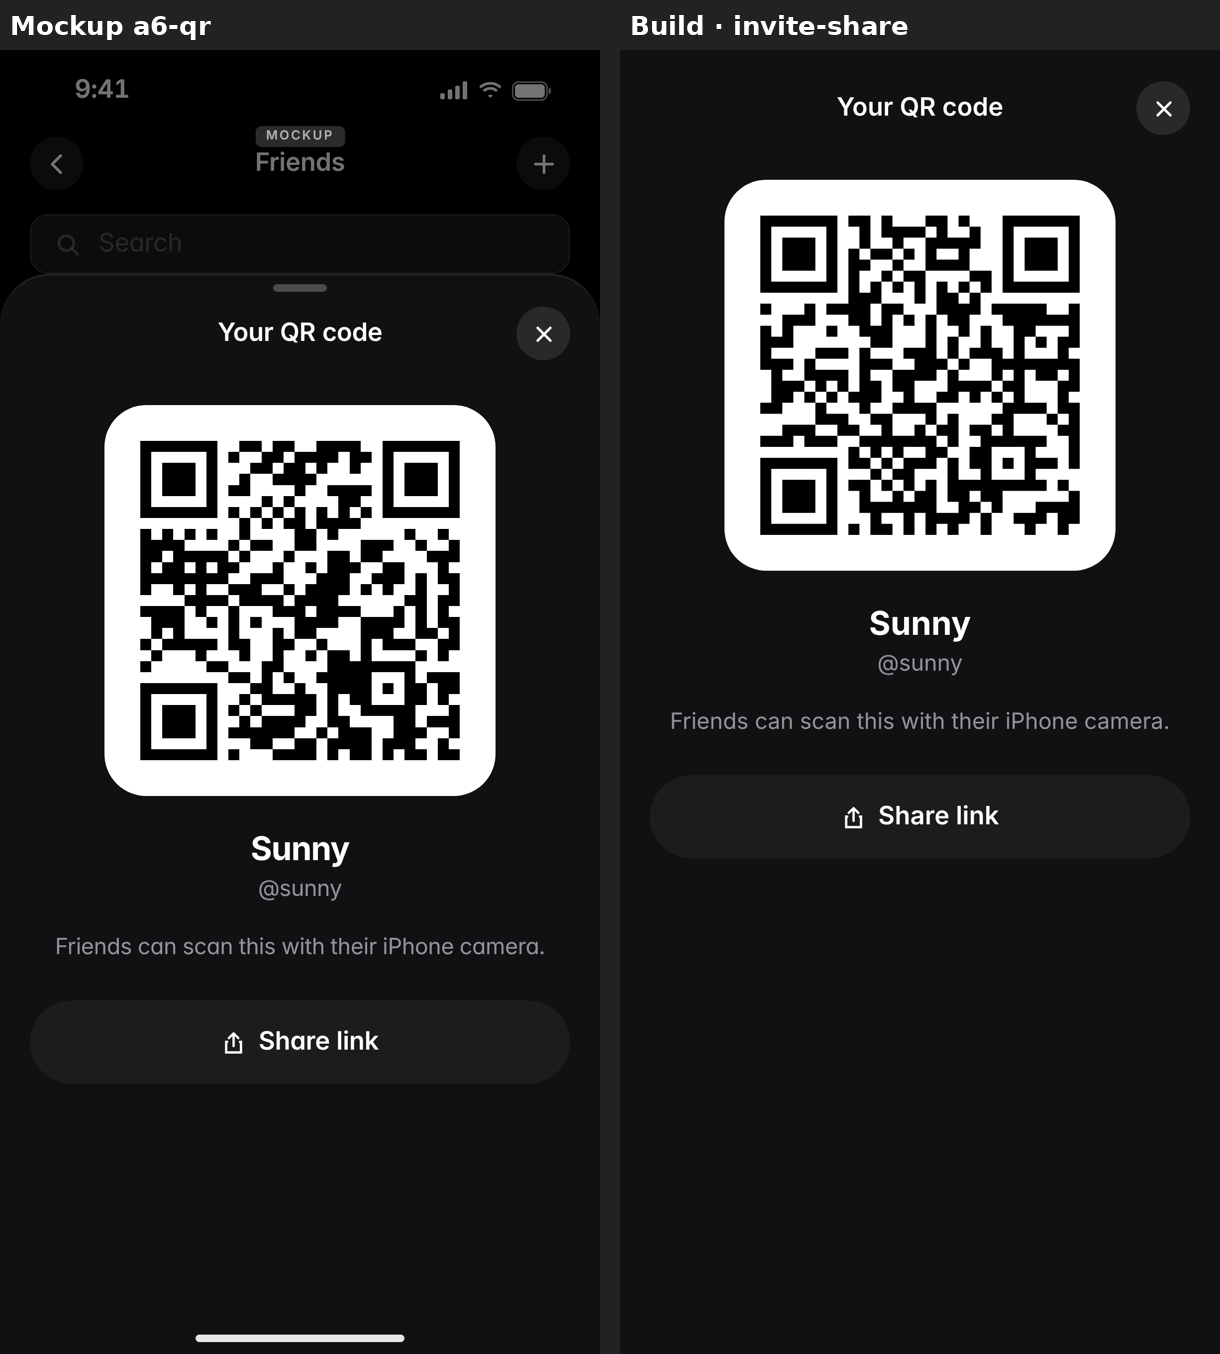 Mockup a6-qr
9:41
MOCKUP
Friends
Search
Your QR code
Sunny
@sunny
Friends can scan this with their iPhone camera.
Share link
Build · invite-share
Your QR code
Sunny
@sunny
Friends can scan this with their iPhone camera.
Share link